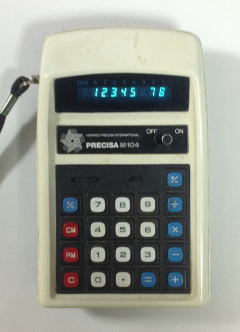 12345 78
HERMES PRECISA INTERNATIONAL
PRECISA M104
OFF ON
%
% 7 8 9 ÷
CM 4 5 6 ×
RM 1 2 3 −
C 0 · = +